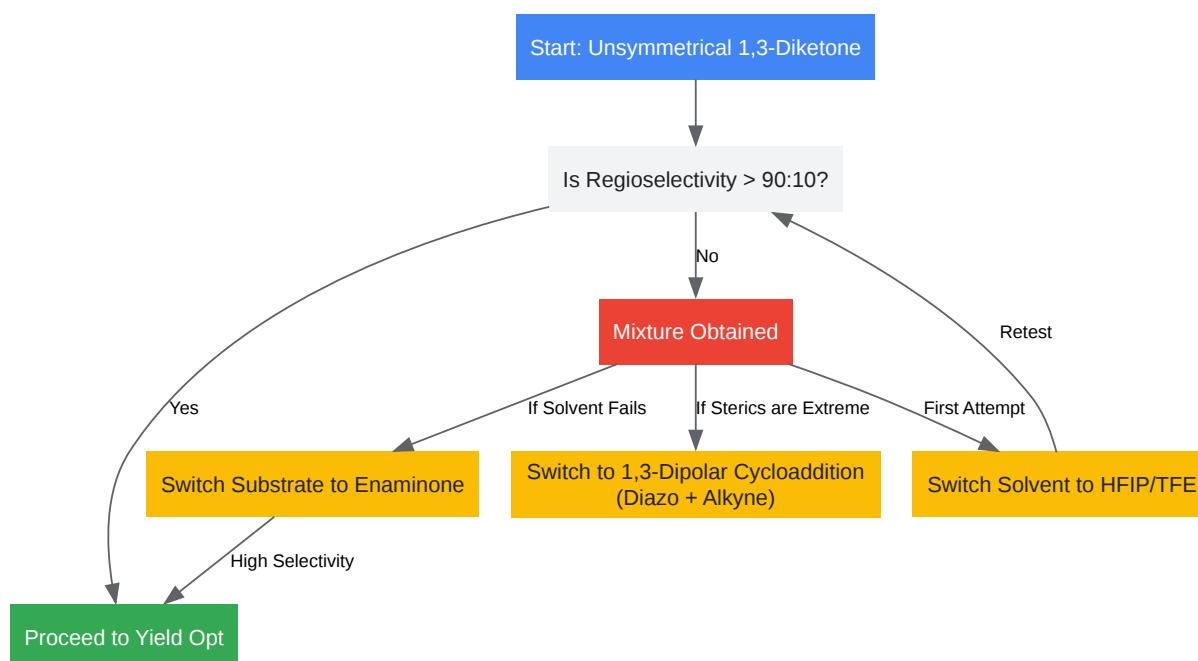 Start: Unsymmetrical 1,3-Diketone
Is Regioselectivity > 90:10?
No
Retest
Mixture Obtained
Yes
If Solvent Fails
If Sterics are Extreme
First Attempt
Switch Substrate to Enaminone
Switch to 1,3-Dipolar Cycloaddition
(Diazo + Alkyne)
Switch Solvent to HFIP/TFE
High Selectivity
Proceed to Yield Opt